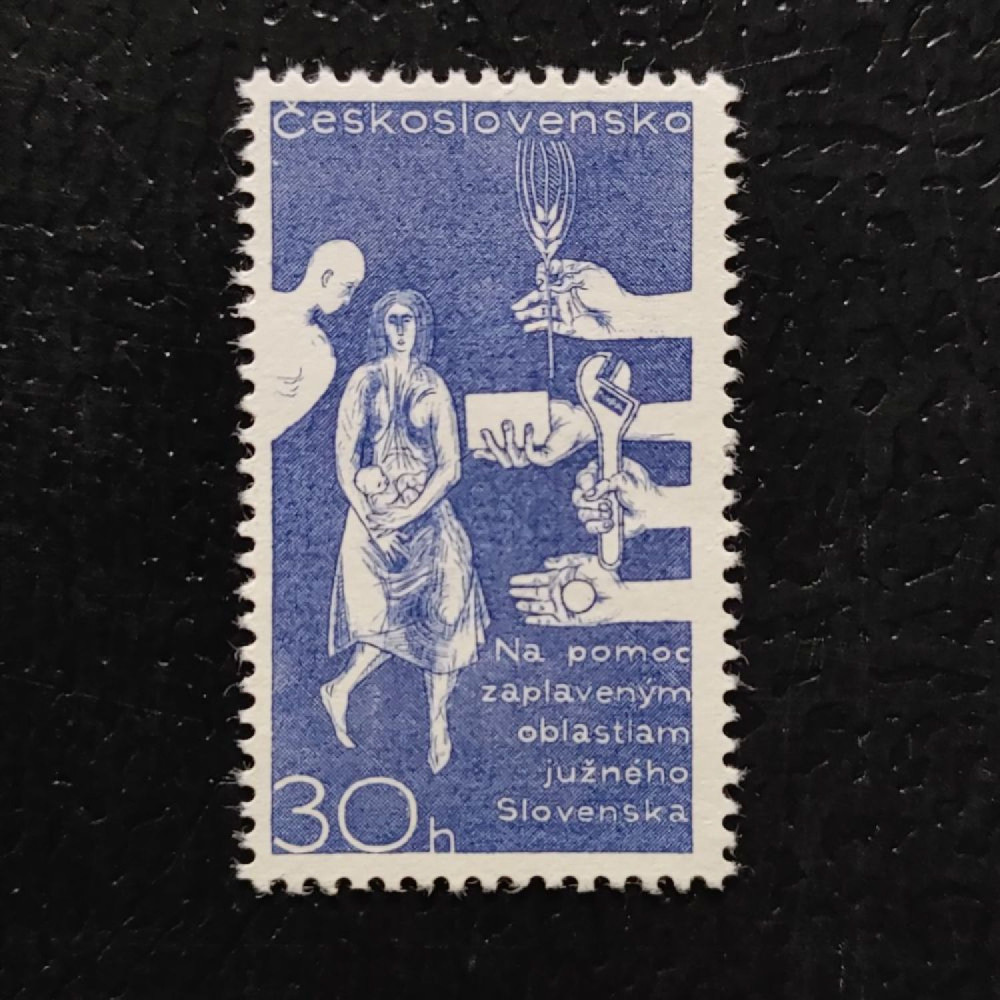 Československo
Na pomoc
zaplaveným
oblastiam
južného
Slovenska
30h